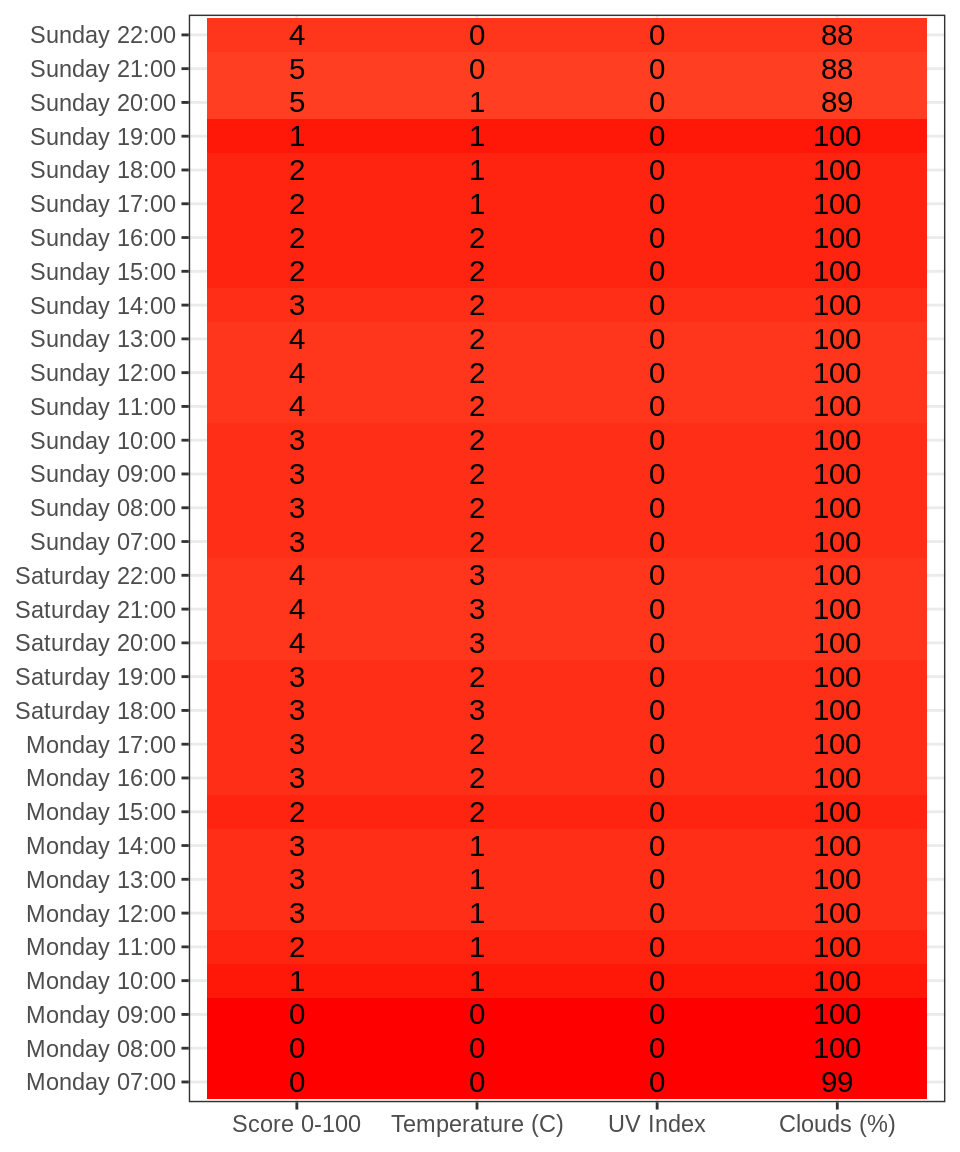 Sunday 22:00 4 0 0 88
Sunday 21:00 5 0 0 88
Sunday 20:00 5 1 0 89
Sunday 19:00 1 1 0 100
Sunday 18:00 2 1 0 100
Sunday 17:00 2 1 0 100
Sunday 16:00 2 2 0 100
Sunday 15:00 2 2 0 100
Sunday 14:00 3 2 0 100
Sunday 13:00 4 2 0 100
Sunday 12:00 4 2 0 100
Sunday 11:00 4 2 0 100
Sunday 10:00 3 2 0 100
Sunday 09:00 3 2 0 100
Sunday 08:00 3 2 0 100
Sunday 07:00 3 2 0 100
Saturday 22:00 4 3 0 100
Saturday 21:00 4 3 0 100
Saturday 20:00 4 3 0 100
Saturday 19:00 3 2 0 100
Saturday 18:00 3 3 0 100
Monday 17:00 3 2 0 100
Monday 16:00 3 2 0 100
Monday 15:00 2 2 0 100
Monday 14:00 3 1 0 100
Monday 13:00 3 1 0 100
Monday 12:00 3 1 0 100
Monday 11:00 2 1 0 100
Monday 10:00 1 1 0 100
Monday 09:00 0 0 0 100
Monday 08:00 0 0 0 100
Monday 07:00 0 0 0 99
Score 0-100 Temperature (C) UV Index Clouds (%)